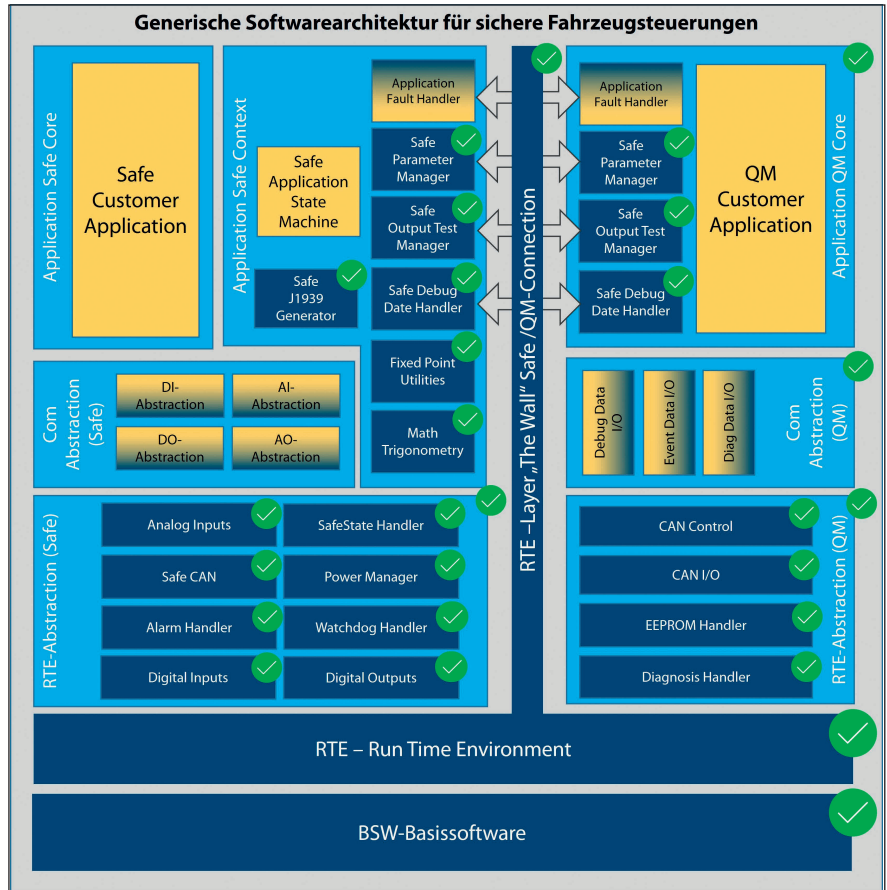 Generische Softwarearchitektur für sichere Fahrzeugsteuerungen
Application Safe Core
Safe
Customer
Application
Application Safe Context
Safe
Application
State
Machine
Safe
J1939
Generator
Application
Fault Handler
Safe
Parameter
Manager
Safe
Output Test
Manager
Safe Debug
Date Handler
Fixed Point
Utilities
Math
Trigonometry
RTE –Layer„The Wall“ Safe /QM-Connection
Application
Fault Handler
Safe
Parameter
Manager
Safe
Output Test
Manager
Safe Debug
Date Handler
QM
Customer
Application
Application QM Core
Com
Abstraction
(Safe)
DI-
Abstraction
AI-
Abstraction
DO-
Abstraction
AO-
Abstraction
Debug Data
I/O
Event Data I/O
Diag Data I/O
Com
Abstraction
(QM)
RTE-Abstraction (Safe)
Analog Inputs
SafeState Handler
Safe CAN
Power Manager
Alarm Handler
Watchdog Handler
Digital Inputs
Digital Outputs
CAN Control
CAN I/O
EEPROM Handler
Diagnosis Handler
RTE-Abstraction (QM)
RTE – Run Time Environment
BSW-Basissoftware